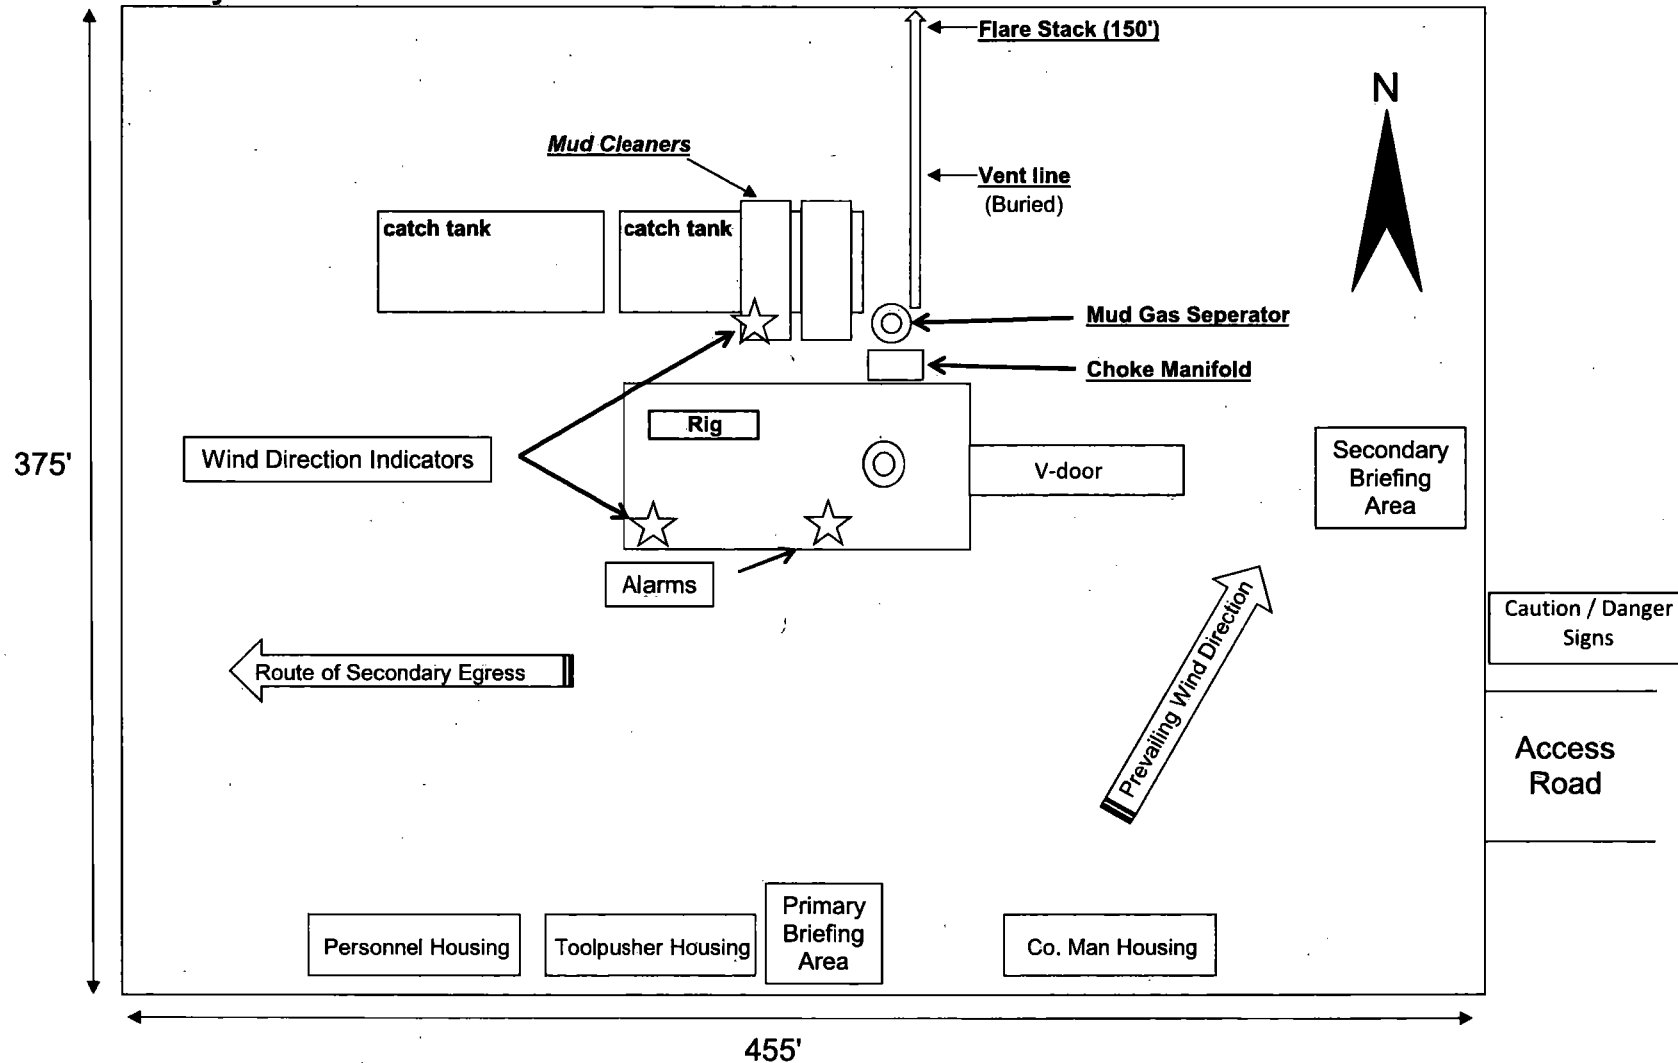 Flare Stack (150')
N
Mud Cleaners
Vent line
(Buried)
catch tank
catch tank
Mud Gas Seperator
Choke Manifold
Rig
Wind Direction Indicators
375'
V-door
Secondary
Briefing
Area
Alarms
Caution / Danger
Signs
Route of Secondary Egress
Prevailing Wind Direction
Access
Road
Primary
Briefing
Area
Personnel Housing
Toolpusher Housing
Co. Man Housing
455'